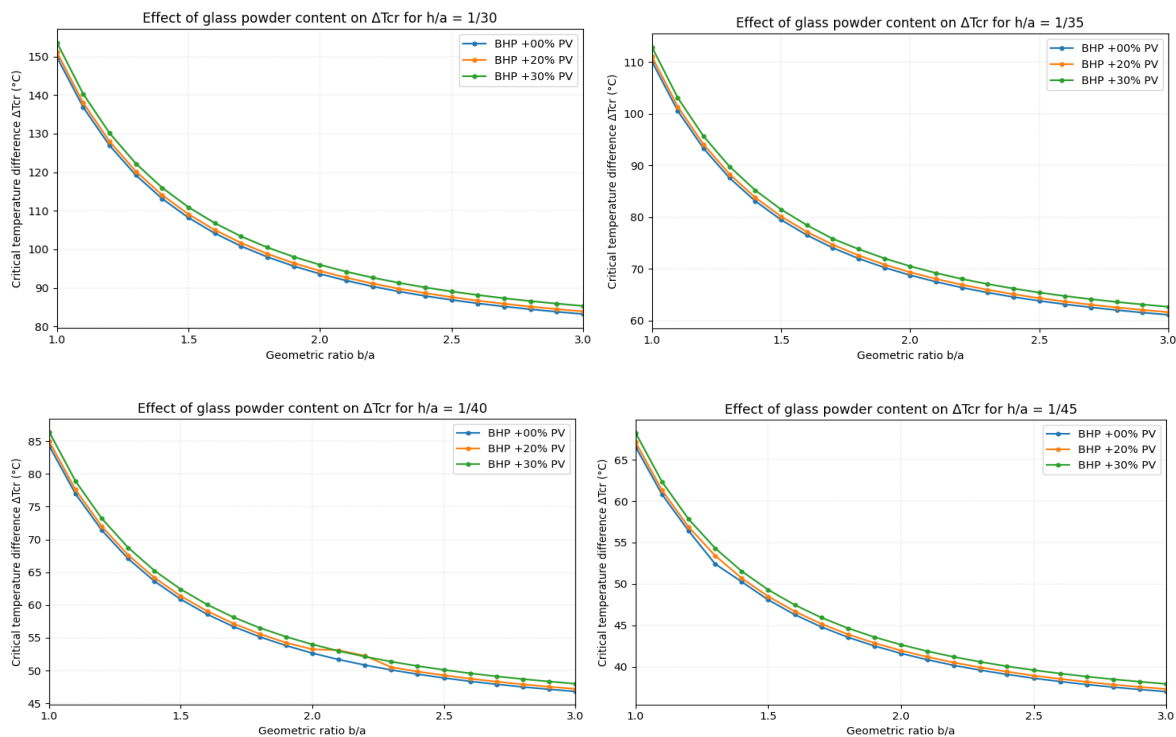 Effect of glass powder content on ΔTcr for h/a = 1/30
Critical temperature difference ΔTcr (°C)
150
140
130
120
110
100
90
80
BHP +00% PV
BHP +20% PV
BHP +30% PV
1.0 1.5 2.0 2.5 3.0
Geometric ratio b/a
Effect of glass powder content on ΔTcr for h/a = 1/35
Critical temperature difference ΔTcr (°C)
110
100
90
80
70
60
BHP +00% PV
BHP +20% PV
BHP +30% PV
1.0 1.5 2.0 2.5 3.0
Geometric ratio b/a
Effect of glass powder content on ΔTcr for h/a = 1/40
Critical temperature difference ΔTcr (°C)
85
80
75
70
65
60
55
50
45
BHP +00% PV
BHP +20% PV
BHP +30% PV
1.0 1.5 2.0 2.5 3.0
Geometric ratio b/a
Effect of glass powder content on ΔTcr for h/a = 1/45
Critical temperature difference ΔTcr (°C)
65
60
55
50
45
40
BHP +00% PV
BHP +20% PV
BHP +30% PV
1.0 1.5 2.0 2.5 3.0
Geometric ratio b/a